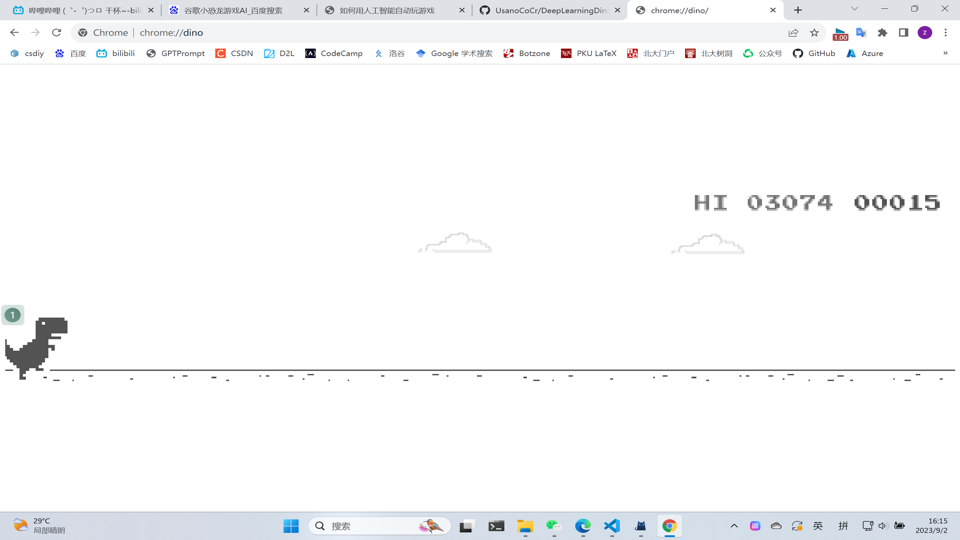 哔哩哔哩 (゜-゜)つロ 干杯~-bili
谷歌小恐龙游戏AI_百度搜索
如何用人工智能自动玩游戏
UsanoCoCr/DeepLearningDino
chrome://dino/
Chrome | chrome://dino
1.00
z
csdiy
百度
bilibili
GPTPrompt
CSDN
D2L
CodeCamp
洛谷
Google 学术搜索
Botzone
PKU LaTeX
北大门户
北大树洞
公众号
GitHub
Azure
»
HI 03074 00015
1
29°C
局部晴朗
搜索
英
拼
16:15
2023/9/2